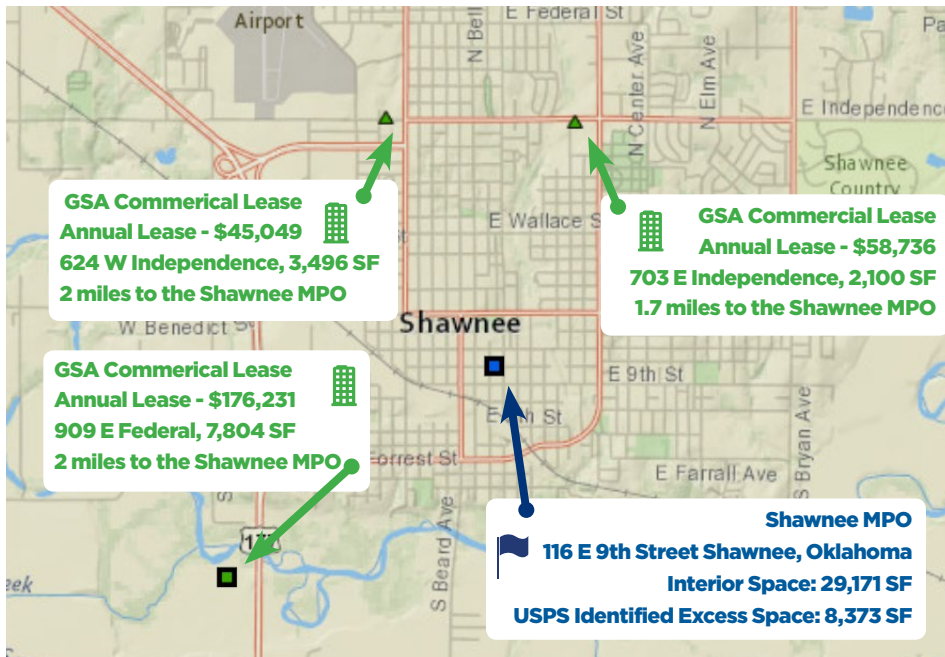 Airport
E Federal St
N Bell
N Center Ave
N Elm Ave
Pa
E Independenc
Shawnee
Country
GSA Commerical Lease
Annual Lease - $45,049
624 W Independence, 3,496 SF
2 miles to the Shawnee MPO
E Wallace S
GSA Commercial Lease
Annual Lease - $58,736
703 E Independence, 2,100 SF
1.7 miles to the Shawnee MPO
W Benedict St
Shawnee
GSA Commerical Lease
Annual Lease - $176,231
909 E Federal, 7,804 SF
2 miles to the Shawnee MPO
E 9th St
St
Forrest St
E Farrall Ave
S Bryan Ave
S Beard Ave
S
177
eek
Shawnee MPO
116 E 9th Street Shawnee, Oklahoma
Interior Space: 29,171 SF
USPS Identified Excess Space: 8,373 SF